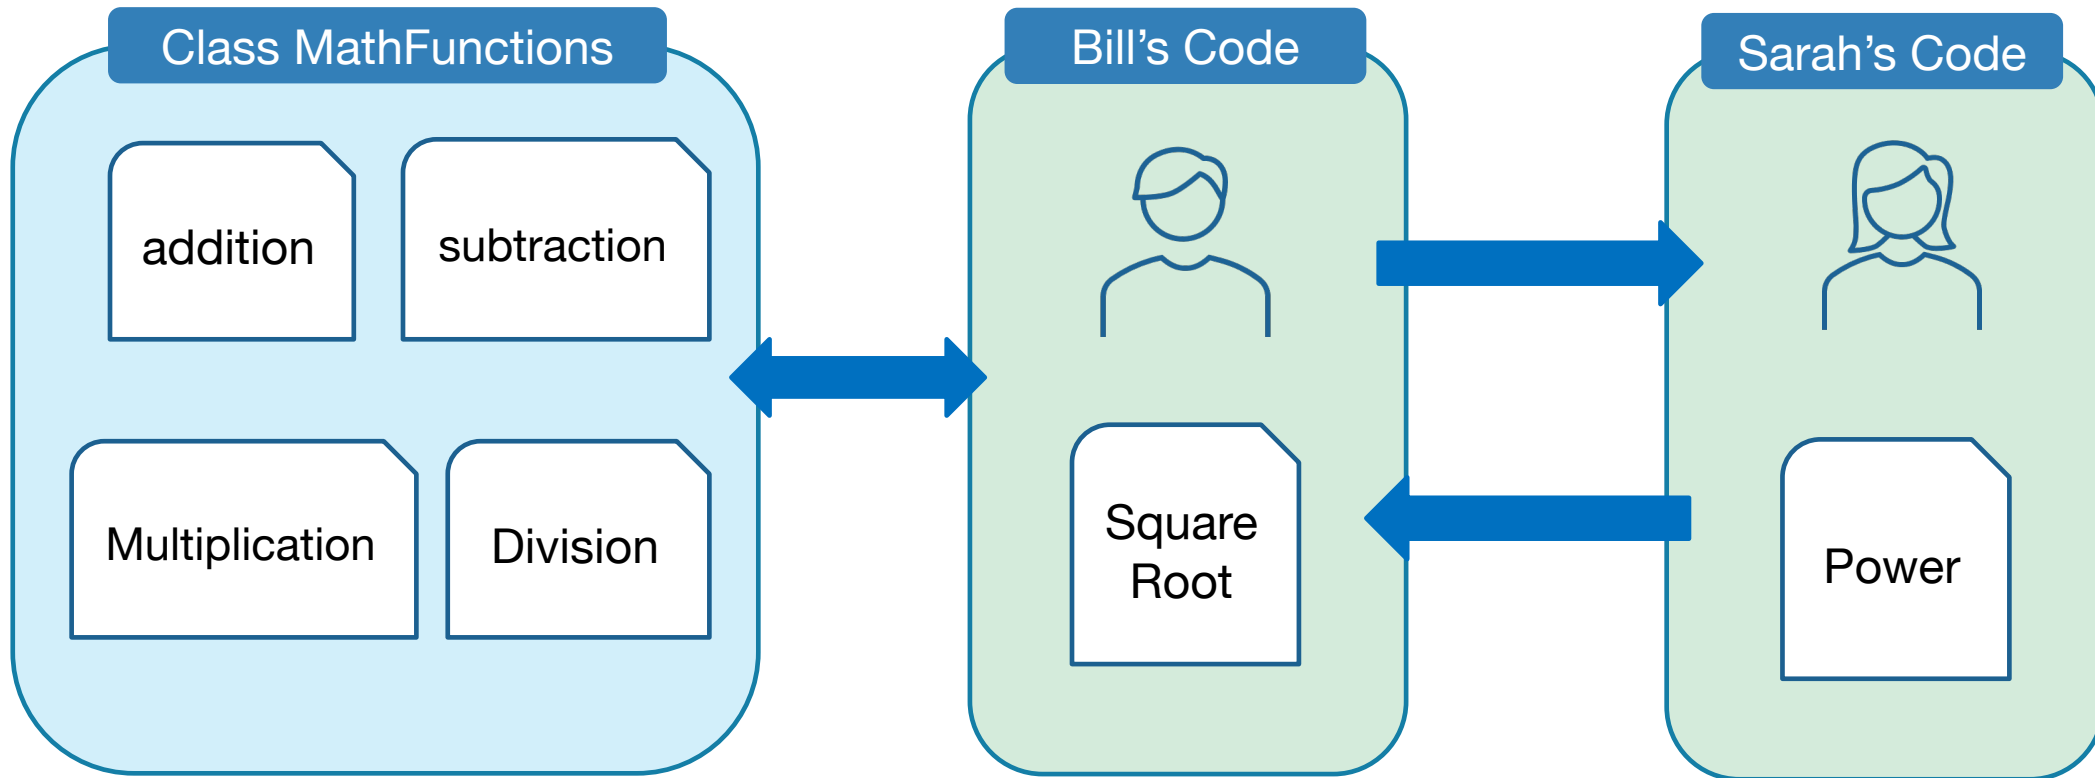 Class MathFunctions
addition
subtraction
Multiplication
Division
Bill's Code
Square
Root
Sarah's Code
Power